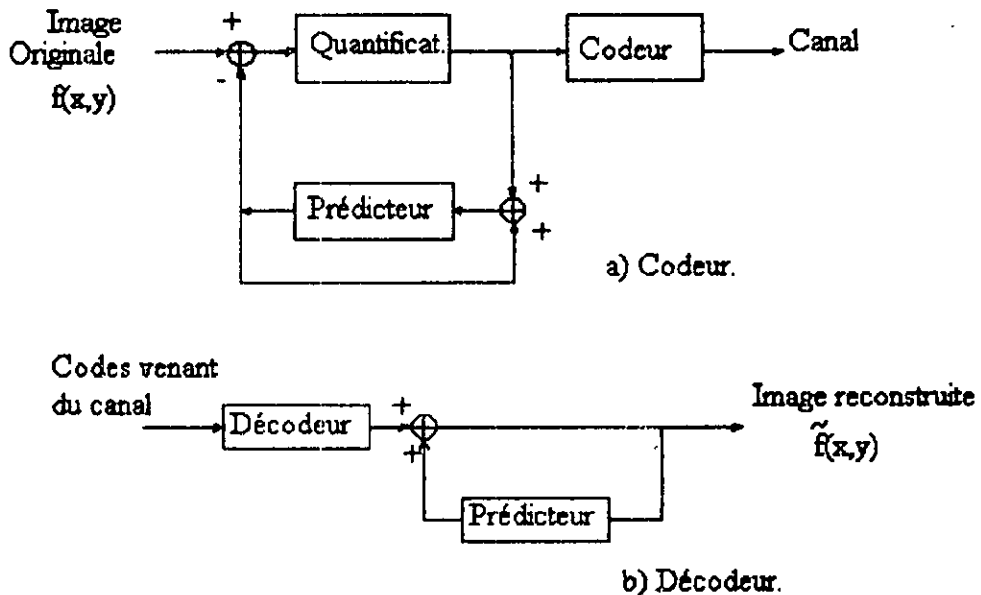 Image
Originale
f(x,y)
+
-
Quantificat.
Codeur
Canal
Prédicteur
+
+
a) Codeur.
Codes venant
du canal
Décodeur
+
+
Prédicteur
Image reconstruite
f̃(x,y)
b) Décodeur.